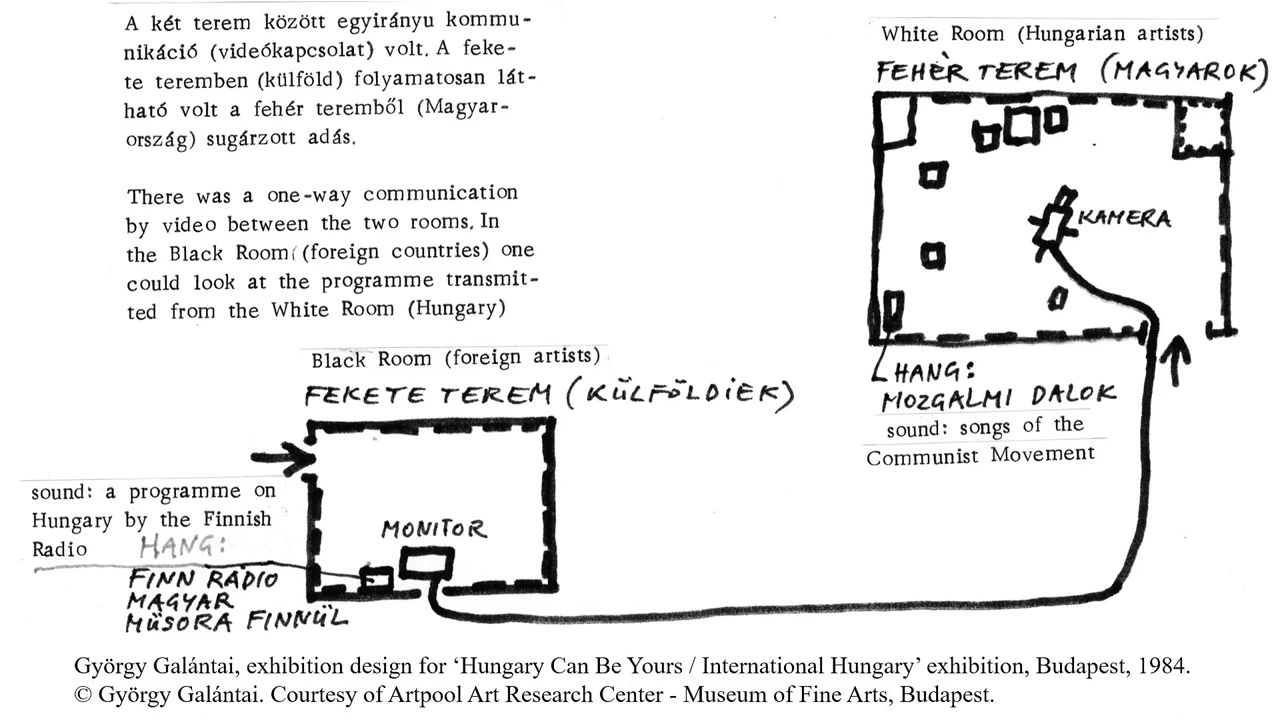 A két terem között egyirányu kommu-
nikáció (videókapcsolat) volt. A feke-
te teremben (külföld) folyamatosan lát-
ható volt a fehér teremből (Magyar-
ország) sugárzott adás.
There was a one-way communication
by video between the two rooms. In
the Black Room (foreign countries) one
could look at the programme transmit-
ted from the White Room (Hungary)
White Room (Hungarian artists)
FEHÉR TEREM (MAGYAROK)
KAMERA
HANG:
MOZGALMI DALOK
sound: songs of the
Communist Movement
Black Room (foreign artists)
FEKETE TEREM (KÜLFÖLDIEK)
MONITOR
sound: a programme on
Hungary by the Finnish
Radio HANG:
FINN RÁDIO
MAGYAR
MŰSORA FINNÜL
György Galántai, exhibition design for ‘Hungary Can Be Yours / International Hungary’ exhibition, Budapest, 1984.
© György Galántai. Courtesy of Artpool Art Research Center - Museum of Fine Arts, Budapest.